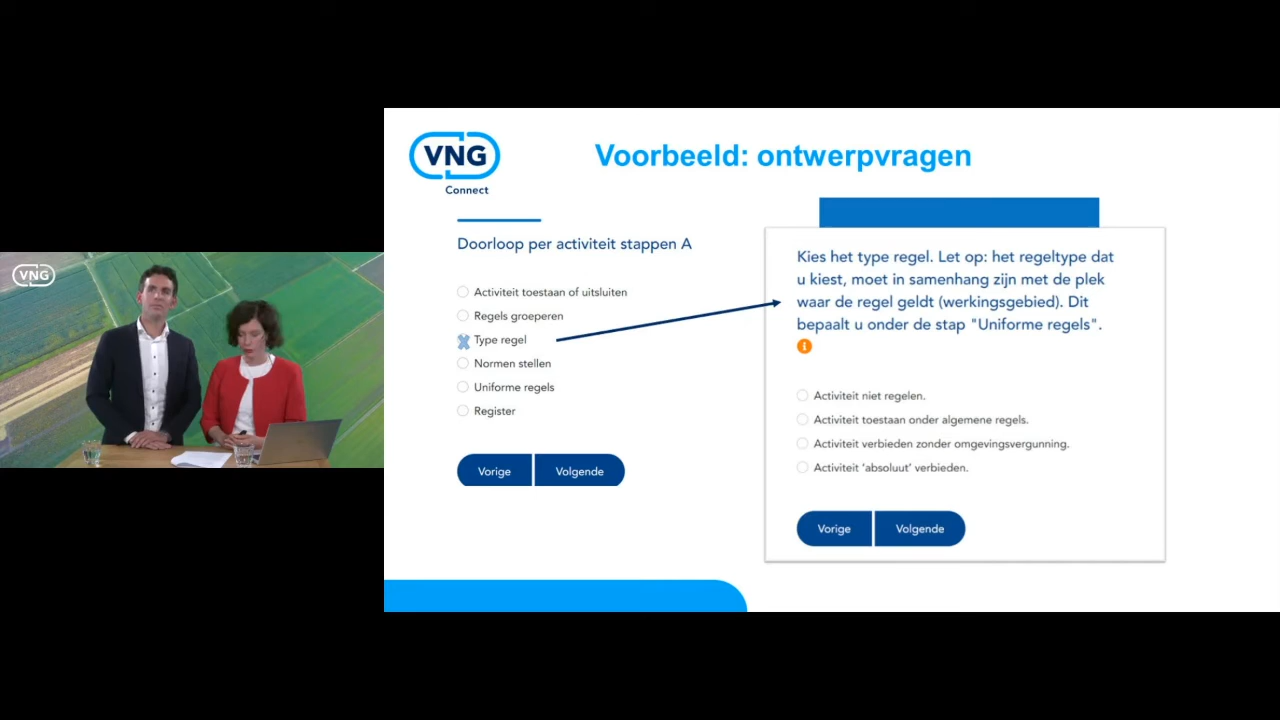 VNG
Connect
Voorbeeld: ontwerpvragen
Doorloop per activiteit stappen A
Activiteit toestaan of uitsluiten
Regels groeperen
Type regel
Normen stellen
Uniforme regels
Register
Vorige
Volgende
Kies het type regel. Let op: het regeltype dat
u kiest, moet in samenhang zijn met de plek
waar de regel geldt (werkingsgebied). Dit
bepaalt u onder de stap "Uniforme regels".
i
Activiteit niet regelen.
Activiteit toestaan onder algemene regels.
Activiteit verbieden zonder omgevingsvergunning.
Activiteit 'absoluut' verbieden.
Vorige
Volgende
VNG